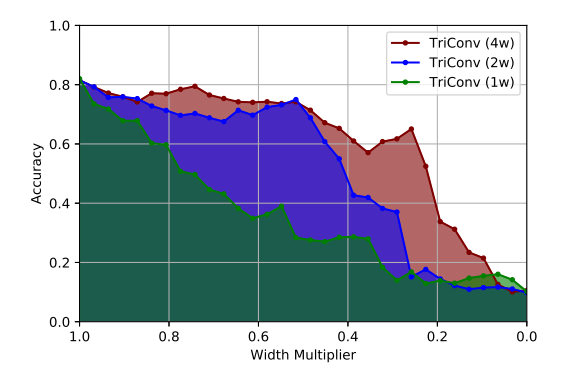 1.0
0.8
0.6
0.4
0.2
0.0
Accuracy
TriConv (4w)
TriConv (2w)
TriConv (1w)
1.0 0.8 0.6 0.4 0.2 0.0
Width Multiplier